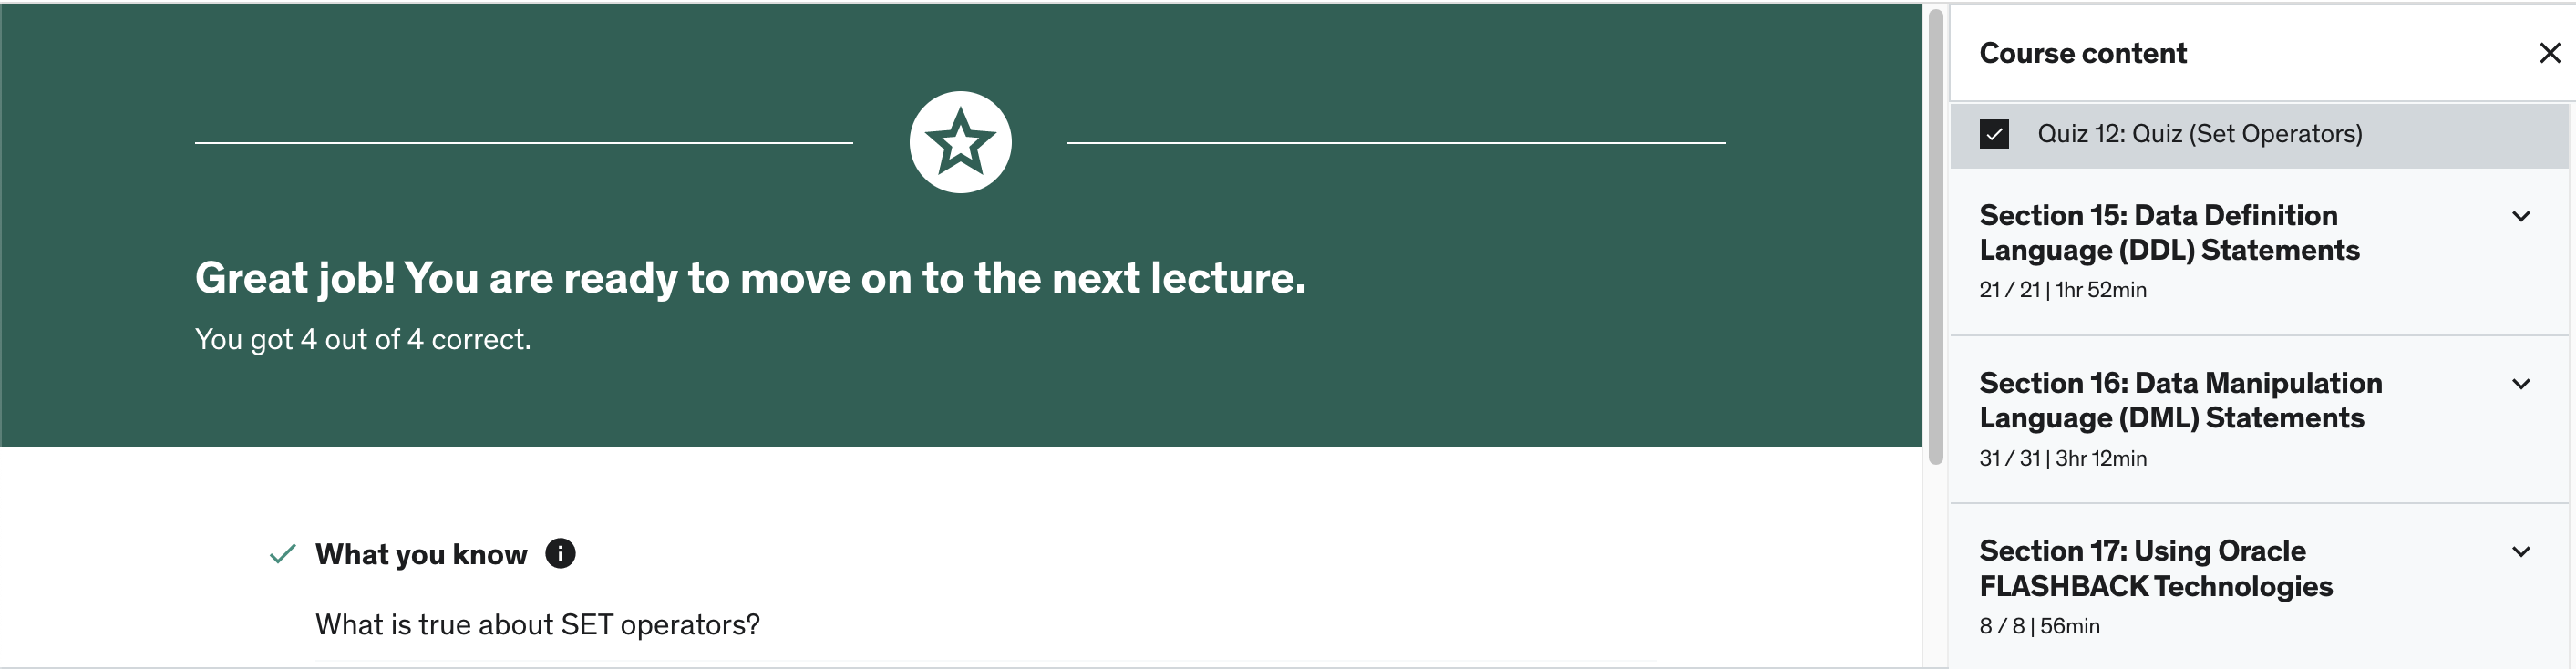 Great job! You are ready to move on to the next lecture.
You got 4 out of 4 correct.
What you know
What is true about SET operators?
Course content
Quiz 12: Quiz (Set Operators)
Section 15: Data Definition
Language (DDL) Statements
21 / 21 | 1hr 52min
Section 16: Data Manipulation
Language (DML) Statements
31 / 31 | 3hr 12min
Section 17: Using Oracle
FLASHBACK Technologies
8 / 8 | 56min